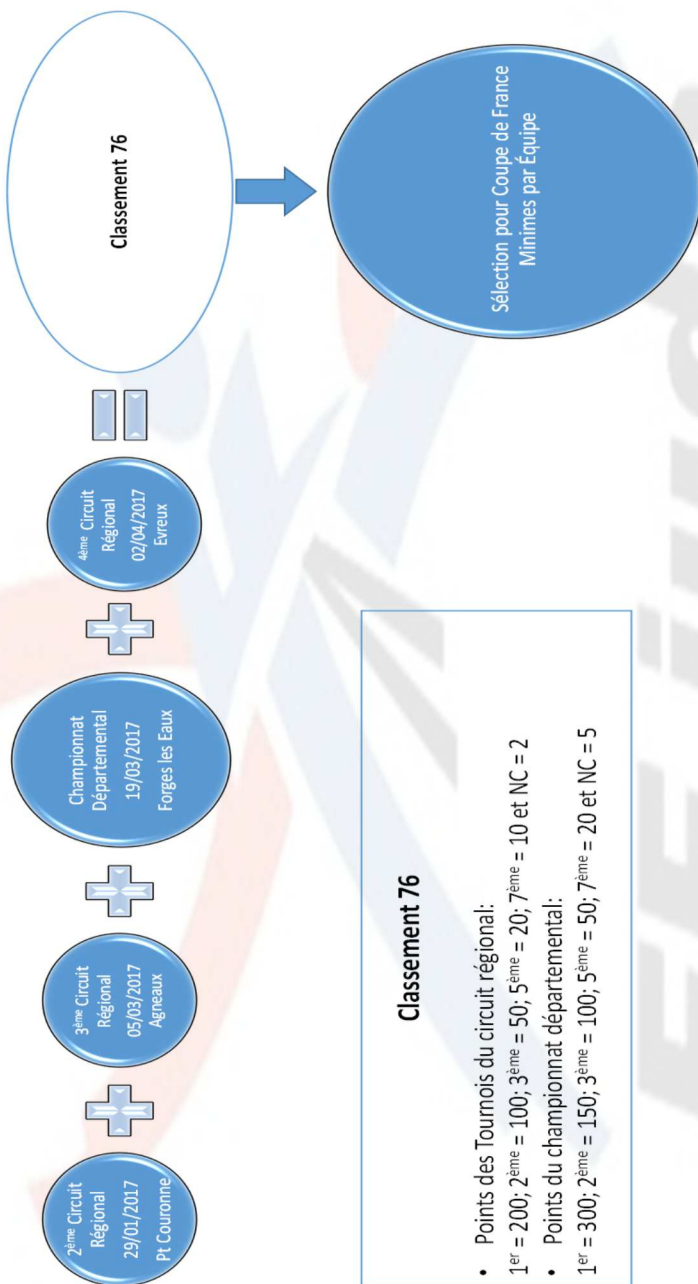 2ème Circuit
Régional
29/01/2017
Pt Couronne
3ème Circuit
Régional
05/03/2017
Agneaux
Championnat
Départemental
19/03/2017
Forges les Eaux
4ème Circuit
Régional
02/04/2017
Evreux
Classement 76
Sélection pour Coupe de France
Minimes par Équipe
Classement 76
• Points des Tournois du circuit régional:
1er = 200; 2ème = 100; 3ème = 50; 5ème = 20; 7ème = 10 et NC = 2
• Points du championnat départemental:
1er = 300; 2ème = 150; 3ème = 100; 5ème = 50; 7ème = 20 et NC = 5